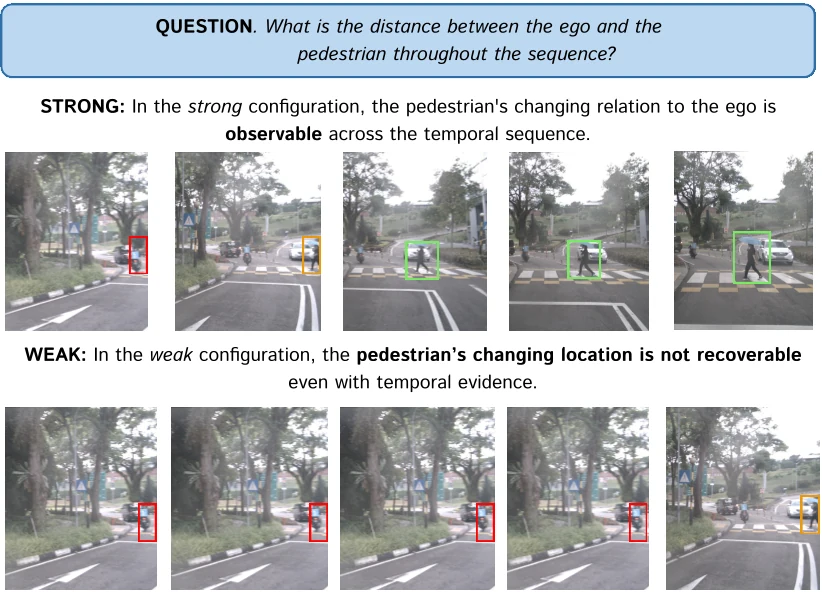 QUESTION. What is the distance between the ego and the
pedestrian throughout the sequence?
STRONG: In the strong configuration, the pedestrian's changing relation to the ego is
observable across the temporal sequence.
WEAK: In the weak configuration, the pedestrian's changing location is not recoverable
even with temporal evidence.